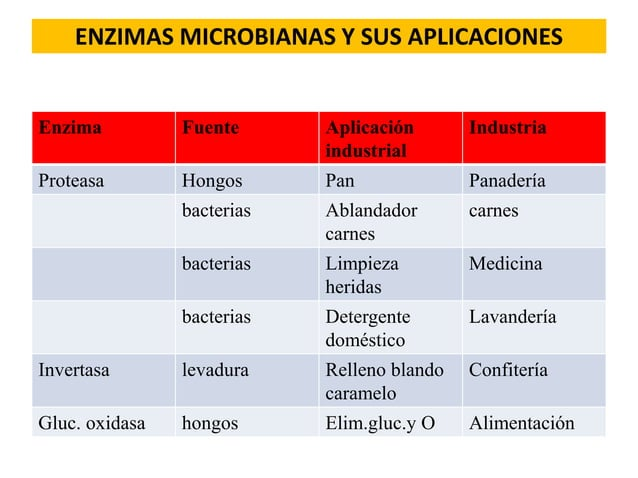 ENZIMAS MICROBIANAS Y SUS APLICACIONES
Enzima Fuente Aplicación industrial Industria
Proteasa Hongos Pan Panadería
bacterias Ablandador carnes carnes
bacterias Limpieza heridas Medicina
bacterias Detergente doméstico Lavandería
Invertasa levadura Relleno blando caramelo Confitería
Gluc. oxidasa hongos Elim.gluc.y O Alimentación